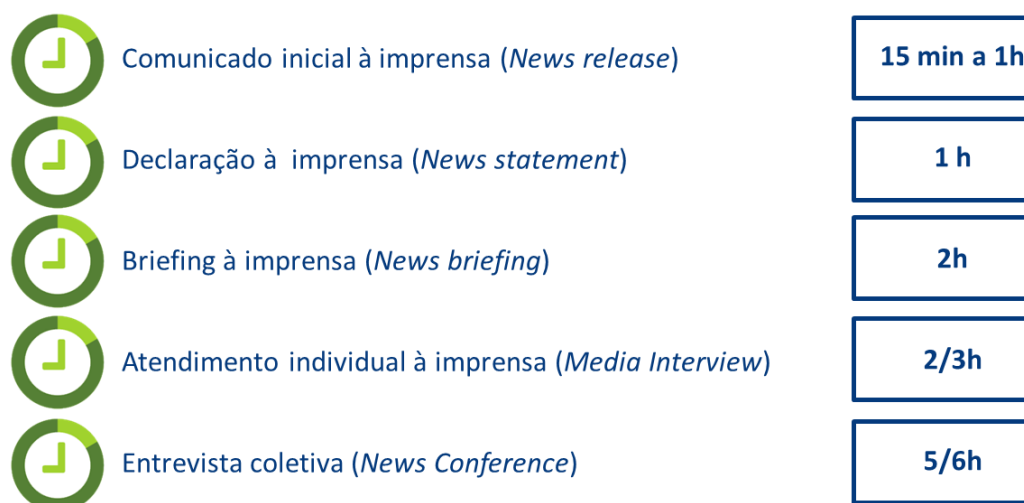 Comunicado inicial à imprensa (News release) 15 min a 1h
Declaração à imprensa (News statement) 1 h
Briefing à imprensa (News briefing) 2h
Atendimento individual à imprensa (Media Interview) 2/3h
Entrevista coletiva (News Conference) 5/6h